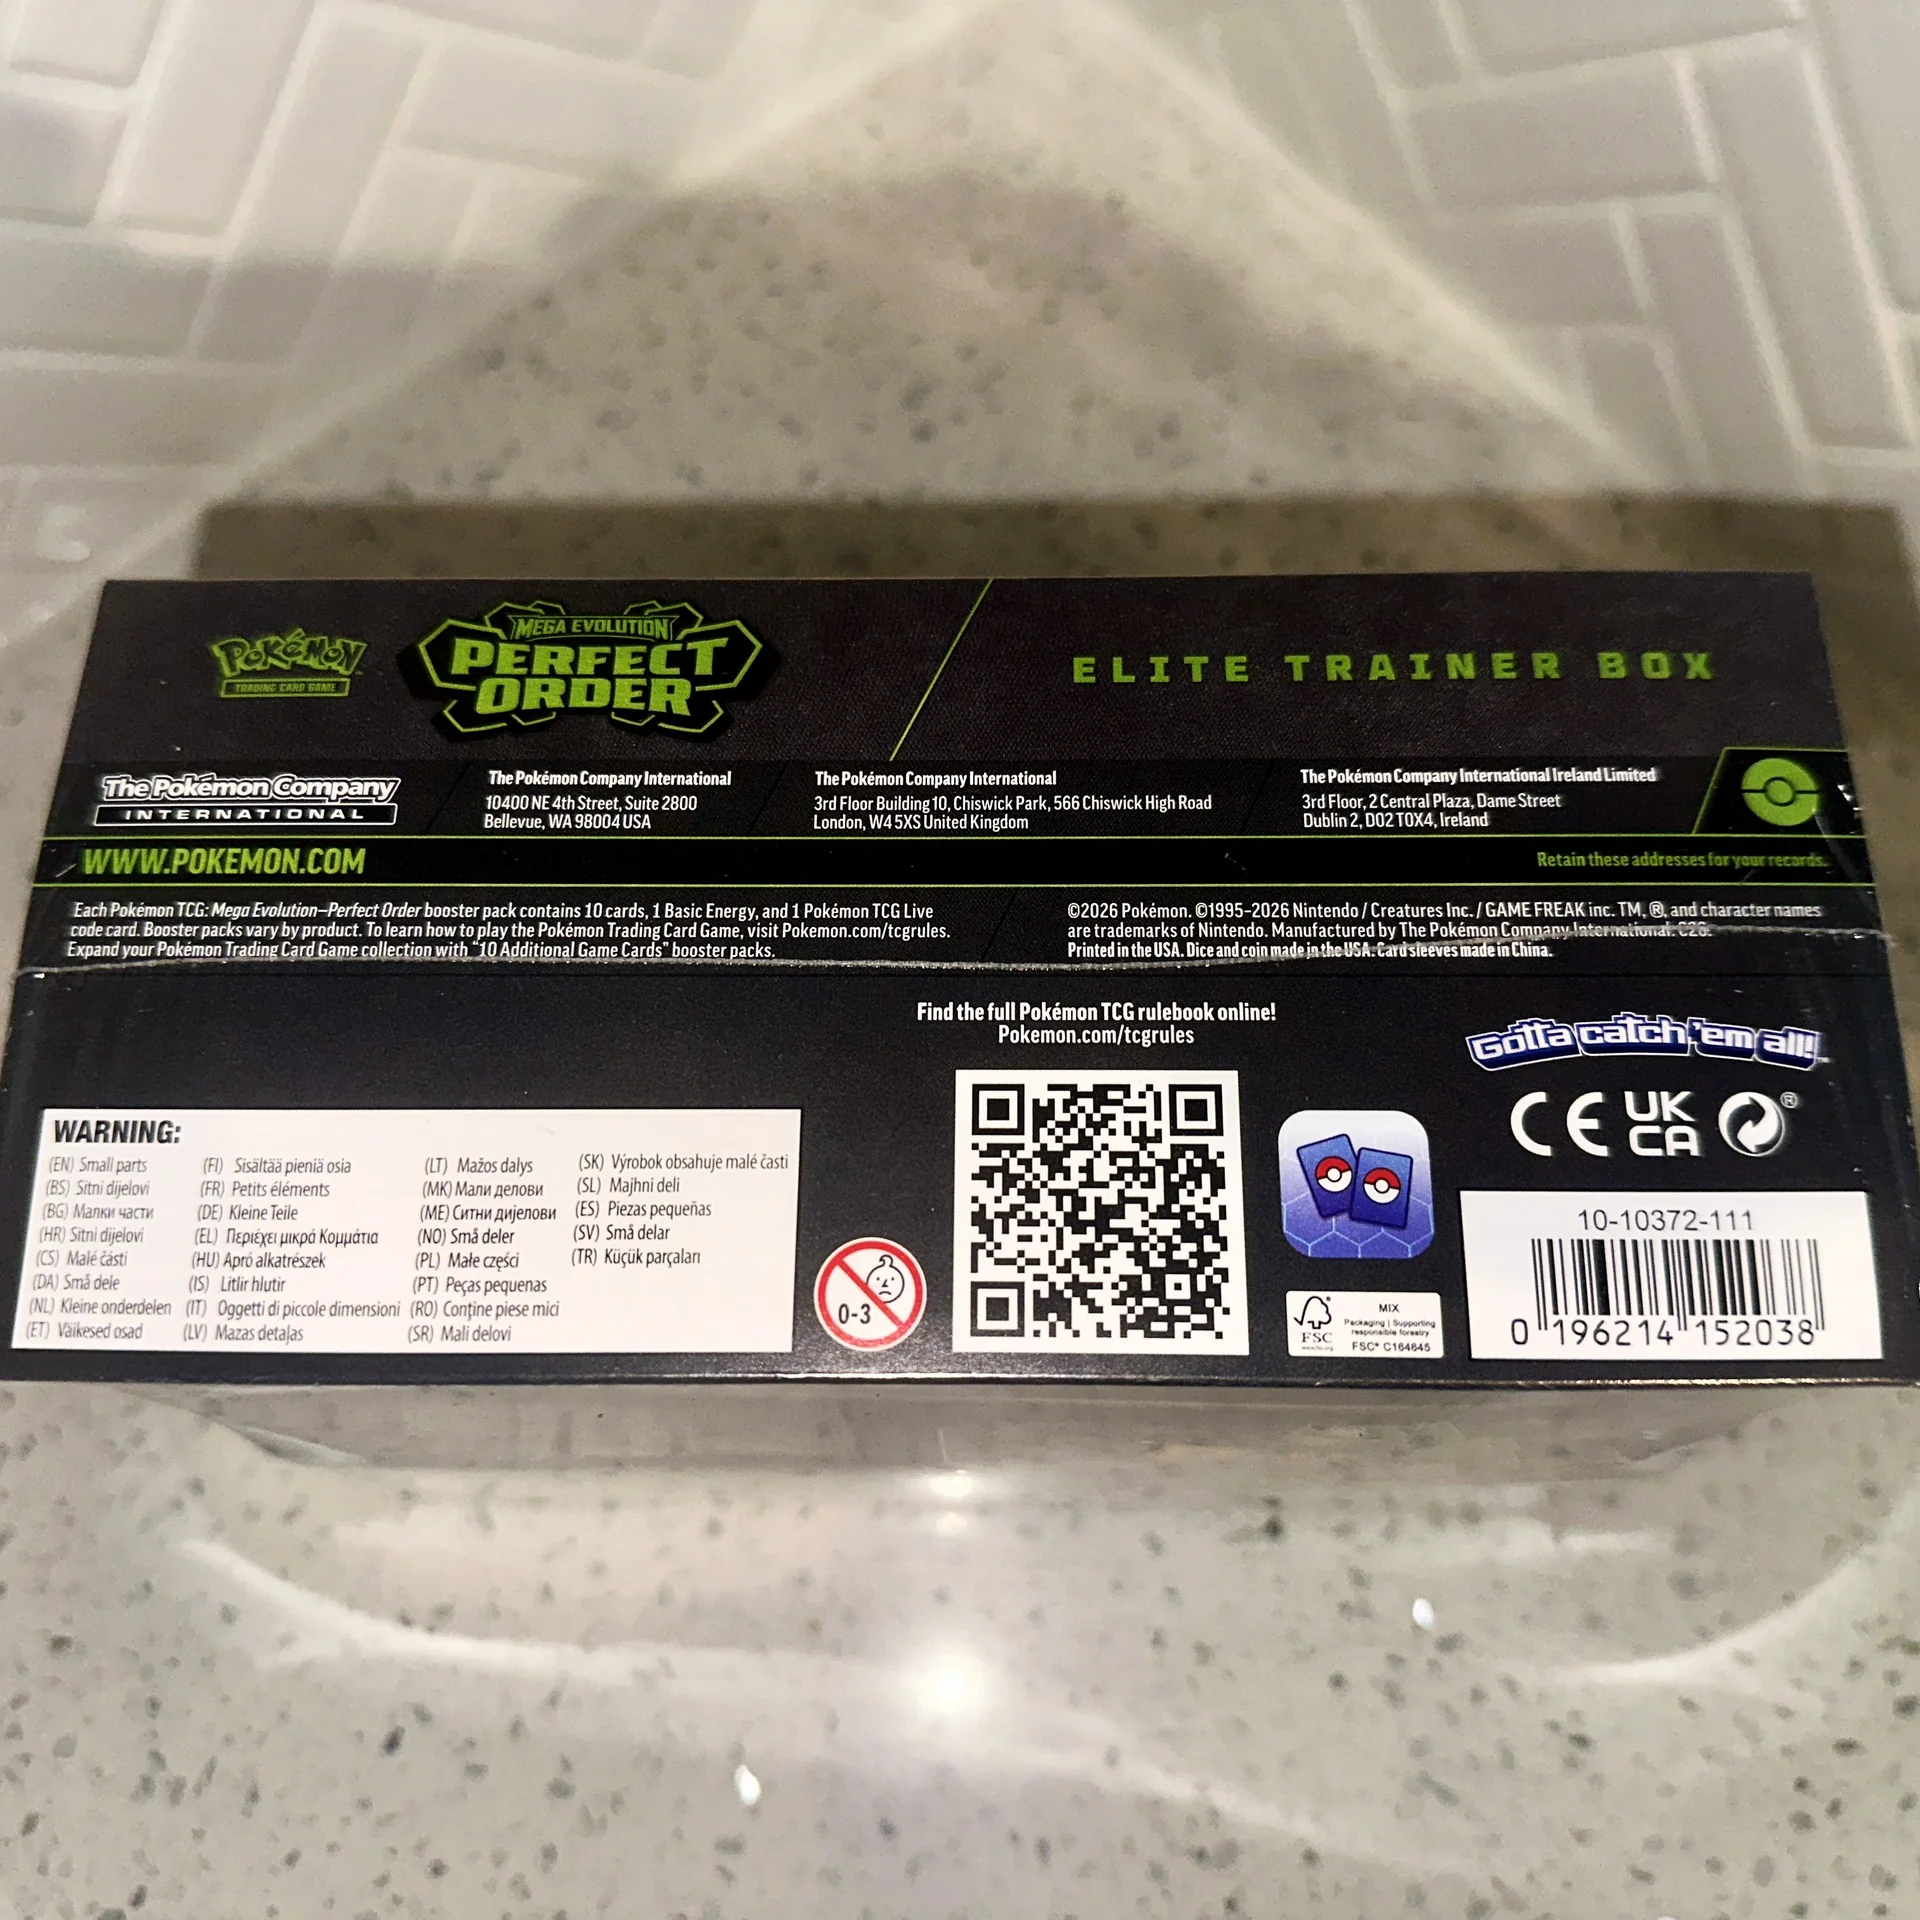 POKÉMON
TRADING CARD GAME
MEGA EVOLUTION
PERFECT
ORDER
ELITE TRAINER BOX
The Pokémon Company
INTERNATIONAL
The Pokémon Company International
10400 NE 4th Street, Suite 2800
Bellevue, WA 98004 USA
The Pokémon Company International
3rd Floor Building 10, Chiswick Park, 566 Chiswick High Road
London, W4 5XS United Kingdom
The Pokémon Company International Ireland Limited
3rd Floor, 2 Central Plaza, Dame Street
Dublin 2, D02 T0X4, Ireland
WWW.POKEMON.COM
Retain these addresses for your records.
Each Pokémon TCG: Mega Evolution—Perfect Order booster pack contains 10 cards, 1 Basic Energy, and 1 Pokémon TCG Live
code card. Booster packs vary by product. To learn how to play the Pokémon Trading Card Game, visit Pokemon.com/tcgrules.
Expand your Pokémon Trading Card Game collection with "10 Additional Game Cards" booster packs.
©2026 Pokémon. ©1995–2026 Nintendo / Creatures Inc. / GAME FREAK inc. TM, ®, and character names
are trademarks of Nintendo. Manufactured by The Pokémon Company International. C26.
Printed in the USA. Dice and coin made in the USA. Card sleeves made in China.
Find the full Pokémon TCG rulebook online!
Pokemon.com/tcgrules
Gotta catch 'em all!™
CE UK CA ®
WARNING:
(EN) Small parts
(BS) Sitni dijelovi
(BG) Малки части
(HR) Sitni dijelovi
(CS) Malé části
(DA) Små dele
(NL) Kleine onderdelen
(ET) Väikesed osad
(FI) Sisältää pieniä osia
(FR) Petits éléments
(DE) Kleine Teile
(EL) Περιέχει μικρά Κομμάτια
(HU) Apró alkatrészek
(IS) Litlir hlutir
(IT) Oggetti di piccole dimensioni
(LV) Mazas detaļas
(LT) Mažos dalys
(MK) Мали делови
(ME) Ситни дијелови
(NO) Små deler
(PL) Małe części
(PT) Peças pequenas
(RO) Conține piese mici
(SR) Mali delovi
(SK) Výrobok obsahuje malé časti
(SL) Majhni deli
(ES) Piezas pequeñas
(SV) Små delar
(TR) Küçük parçaları
0-3
FSC
www.fsc.org
MIX
Packaging | Supporting
responsible forestry
FSC® C164645
10-10372-111
0 196214 152038